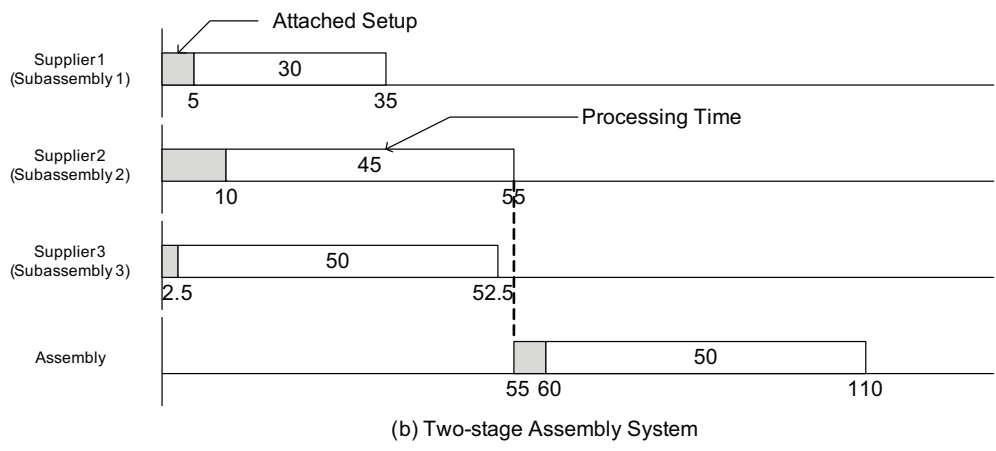 Attached Setup
Supplier1
(Subassembly 1)
30
5
35
Processing Time
Supplier2
(Subassembly 2)
45
10
55
Supplier3
(Subassembly 3)
50
2.5
52.5
Assembly
50
55
60
110
(b) Two-stage Assembly System